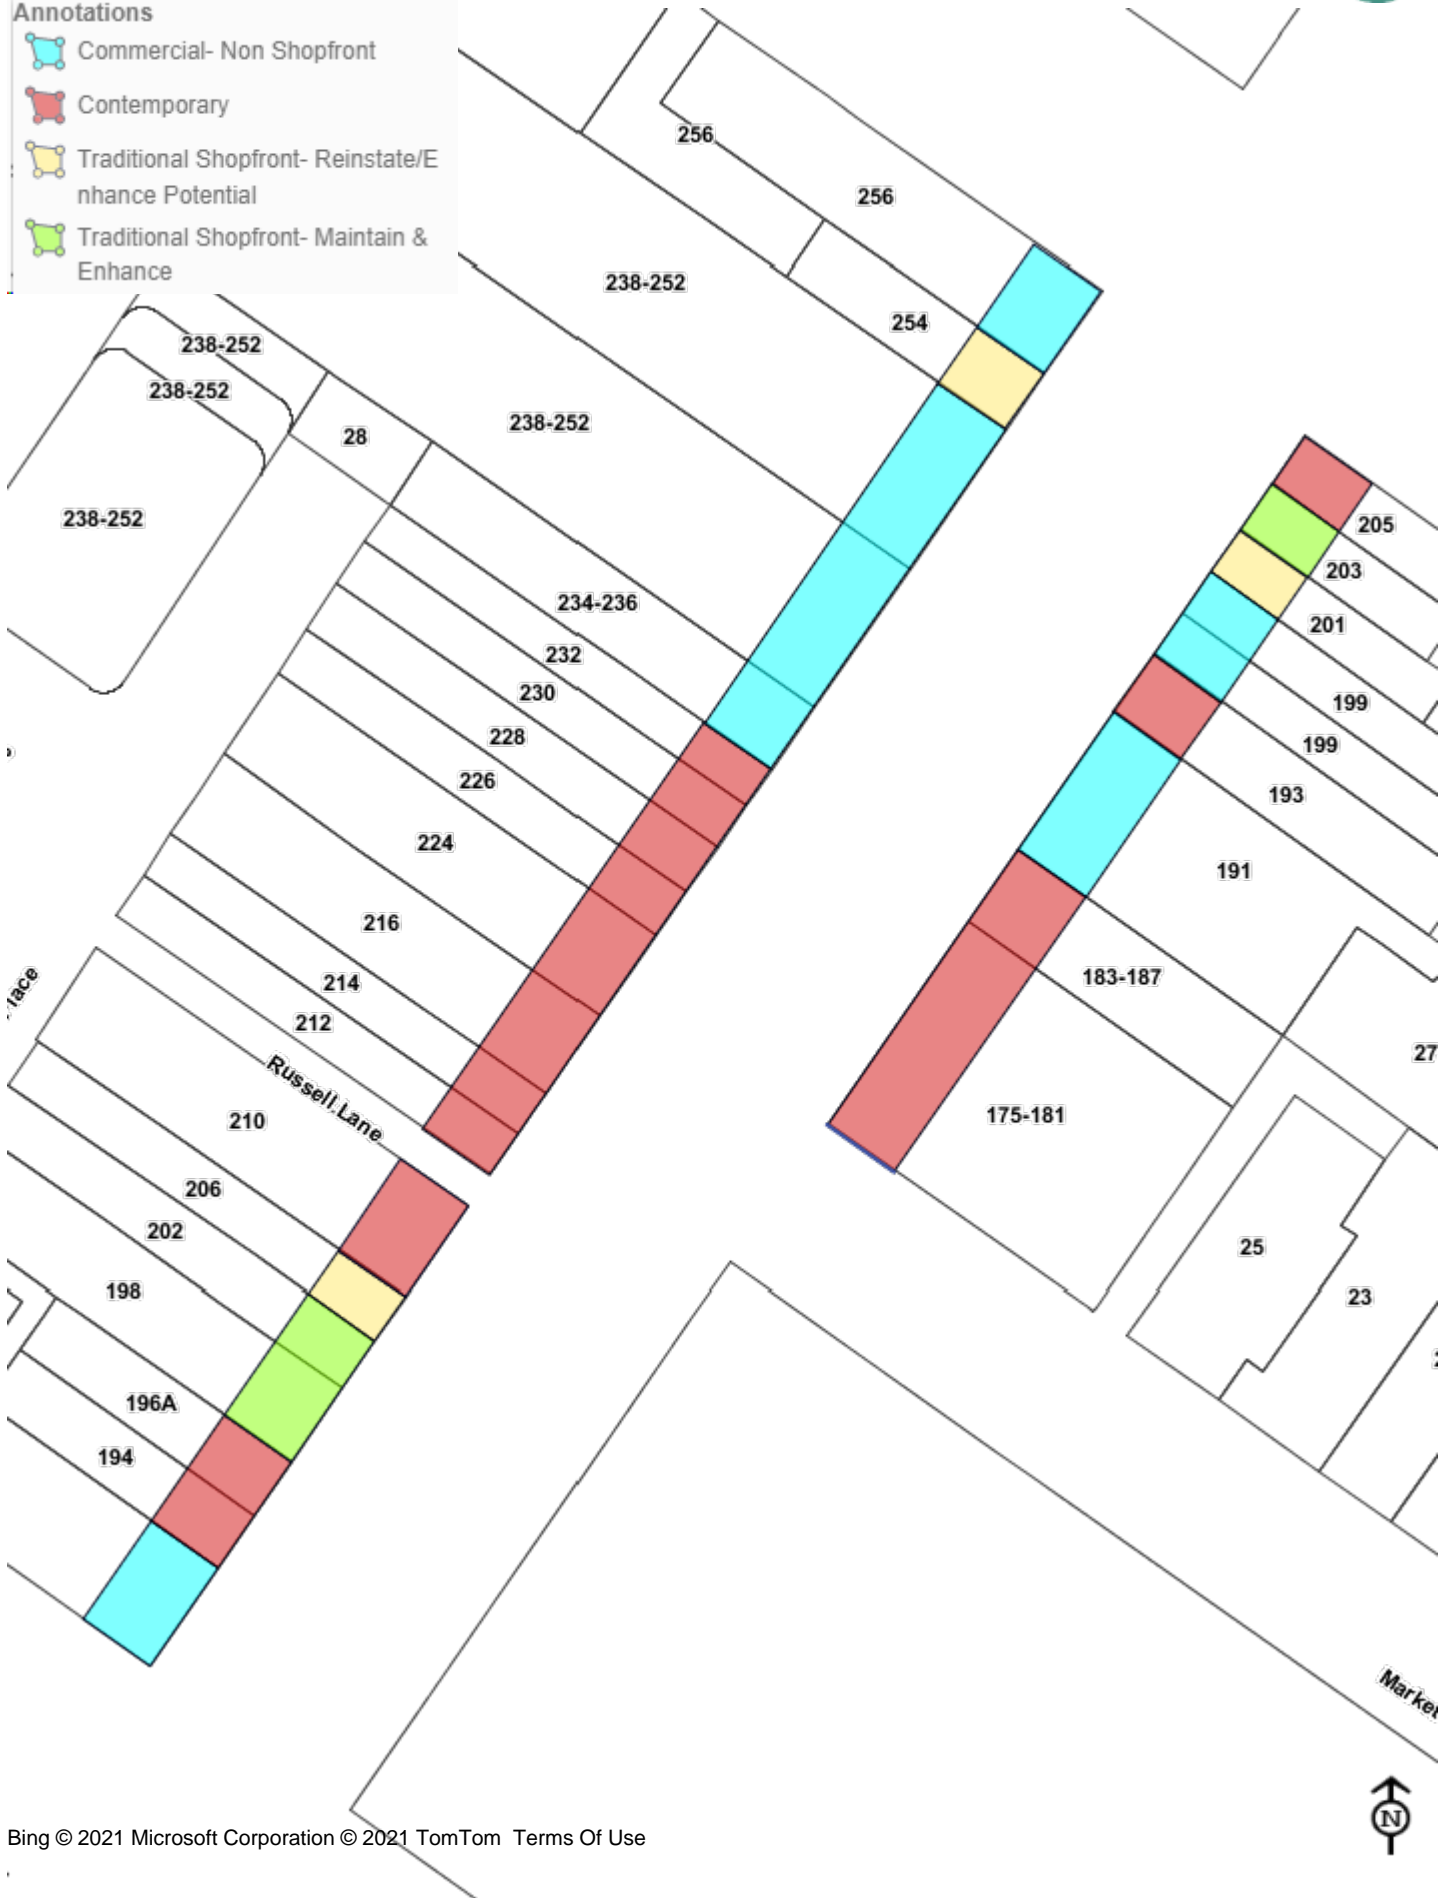 Annotations
Commercial- Non Shopfront
Contemporary
Traditional Shopfront- Reinstate/E
nhance Potential
Traditional Shopfront- Maintain &
Enhance
256
256
238-252
254
238-252
238-252
238-252
28
238-252
205
203
201
199
199
193
191
183-187
27
175-181
25
23
234-236
232
230
228
226
224
216
214
212
Russell Lane
210
206
202
198
196A
194
Market
N
Bing © 2021 Microsoft Corporation © 2021 TomTom Terms Of Use